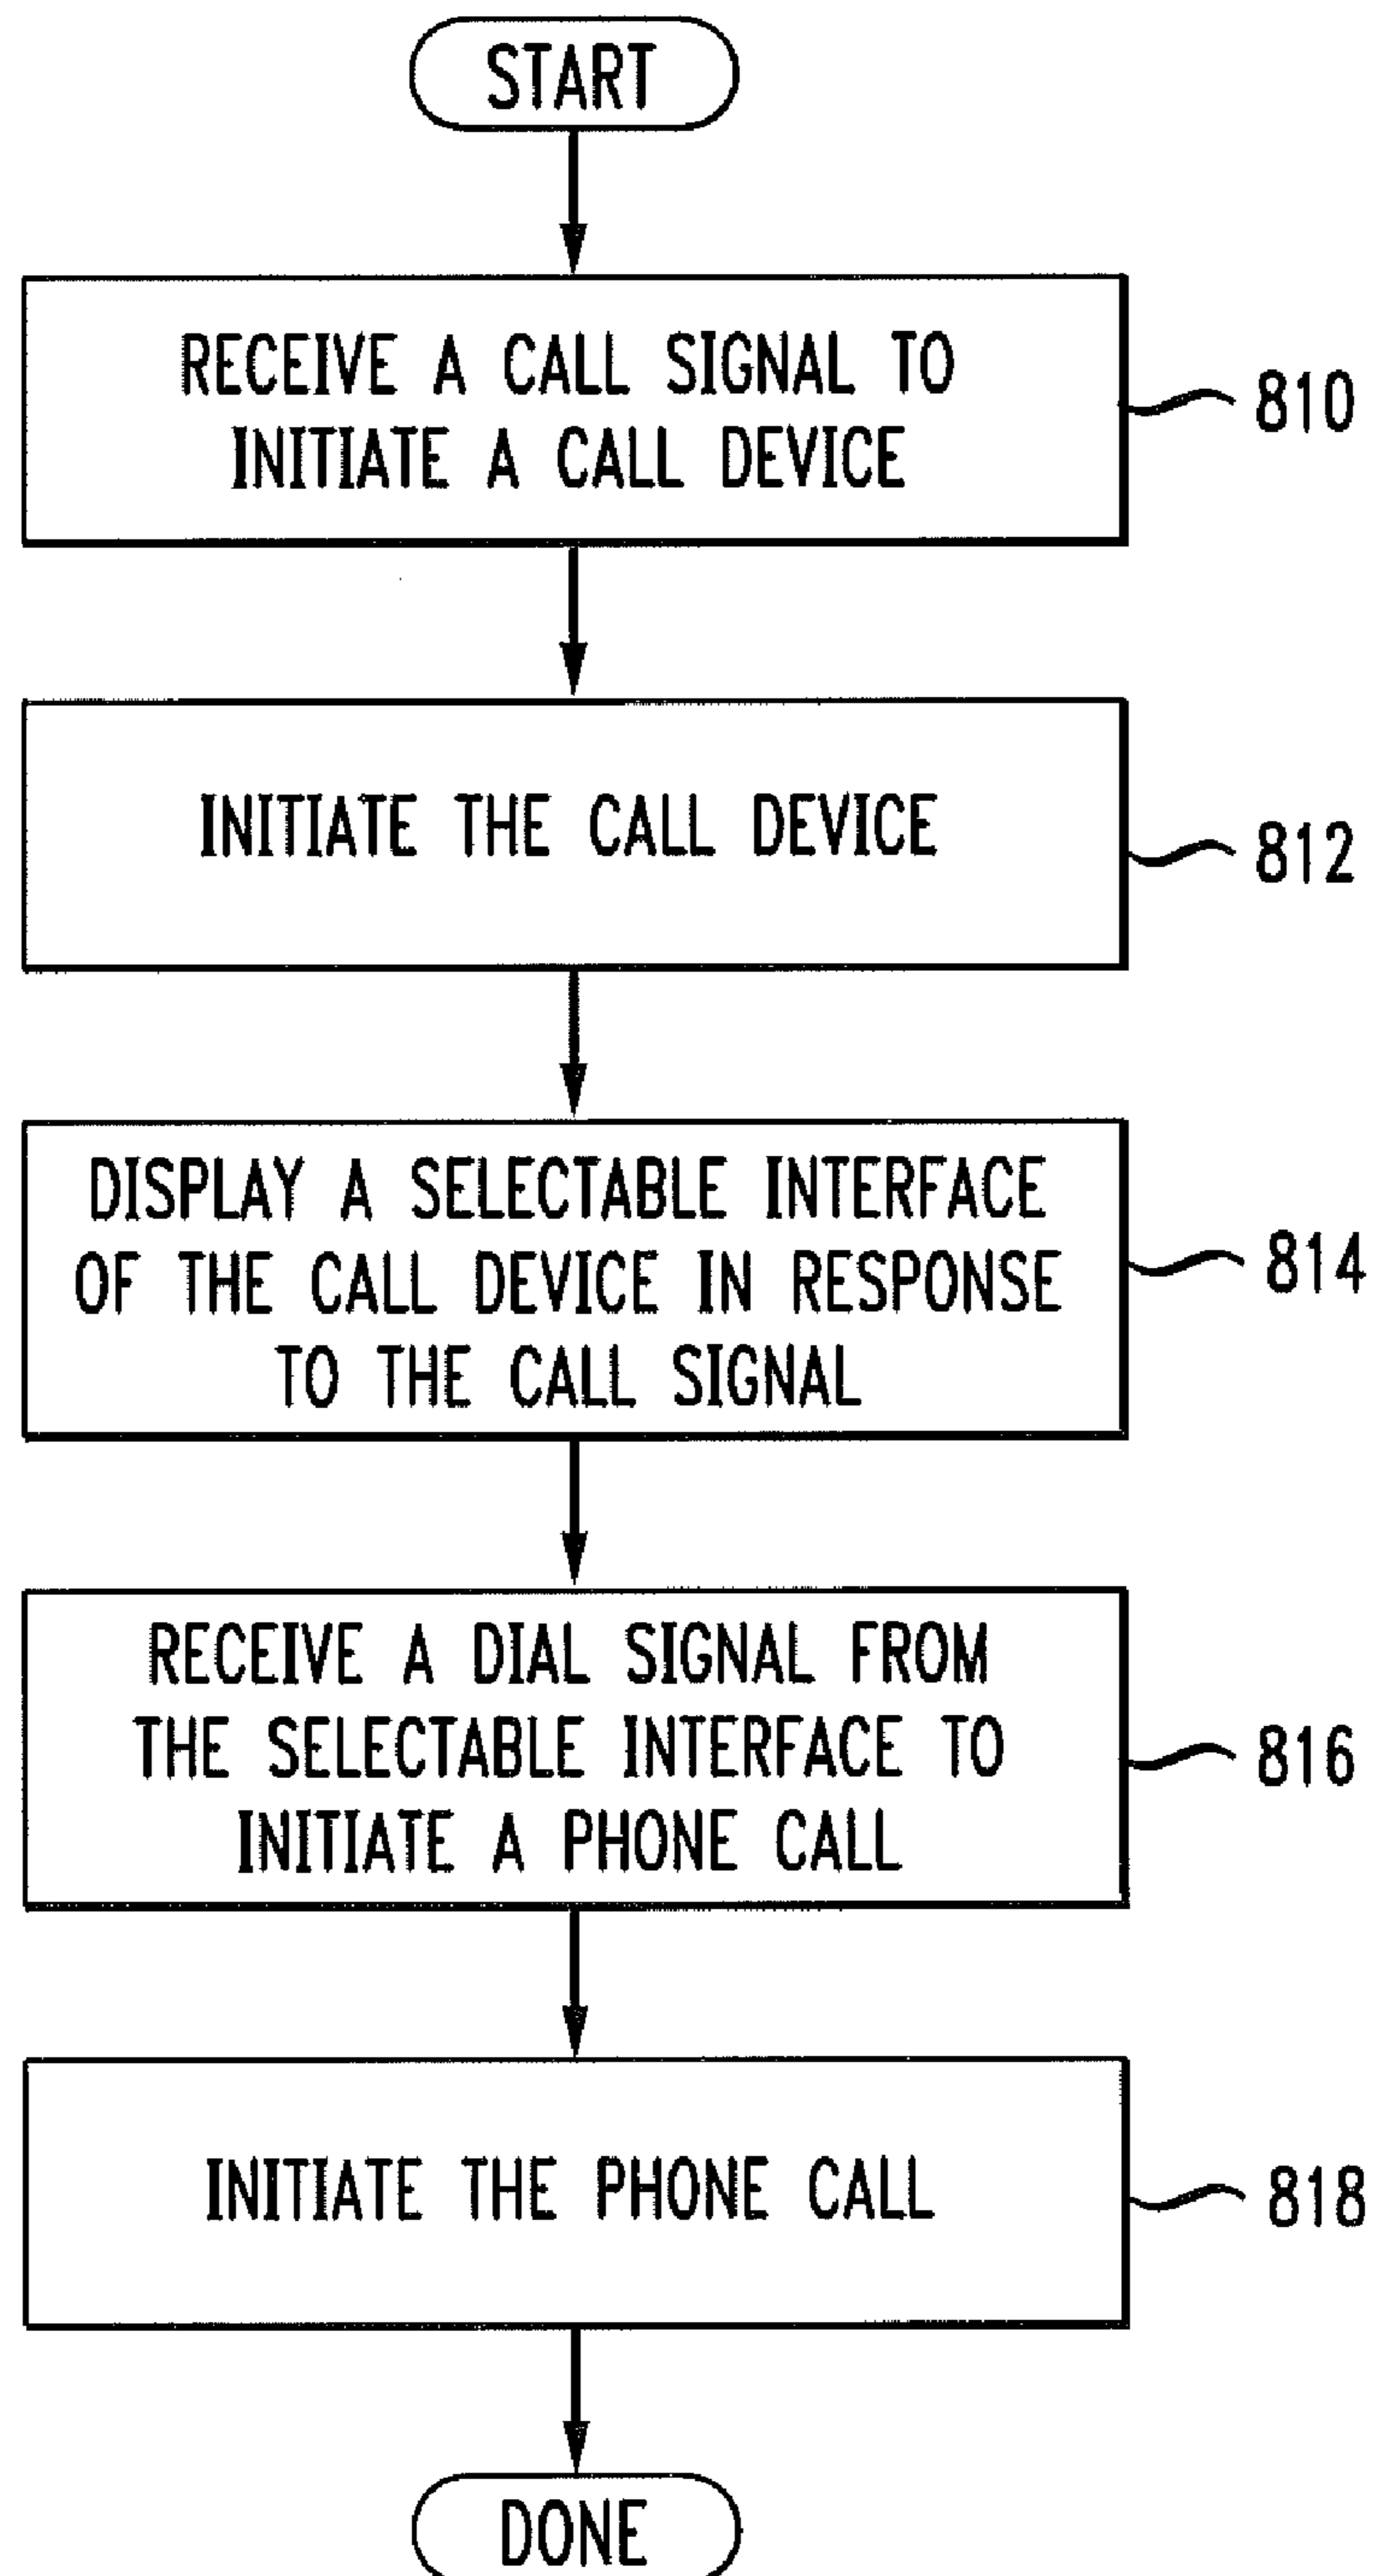 START
RECEIVE A CALL SIGNAL TO
INITIATE A CALL DEVICE
810
INITIATE THE CALL DEVICE
812
DISPLAY A SELECTABLE INTERFACE
OF THE CALL DEVICE IN RESPONSE
TO THE CALL SIGNAL
814
RECEIVE A DIAL SIGNAL FROM
THE SELECTABLE INTERFACE TO
INITIATE A PHONE CALL
816
INITIATE THE PHONE CALL
818
DONE